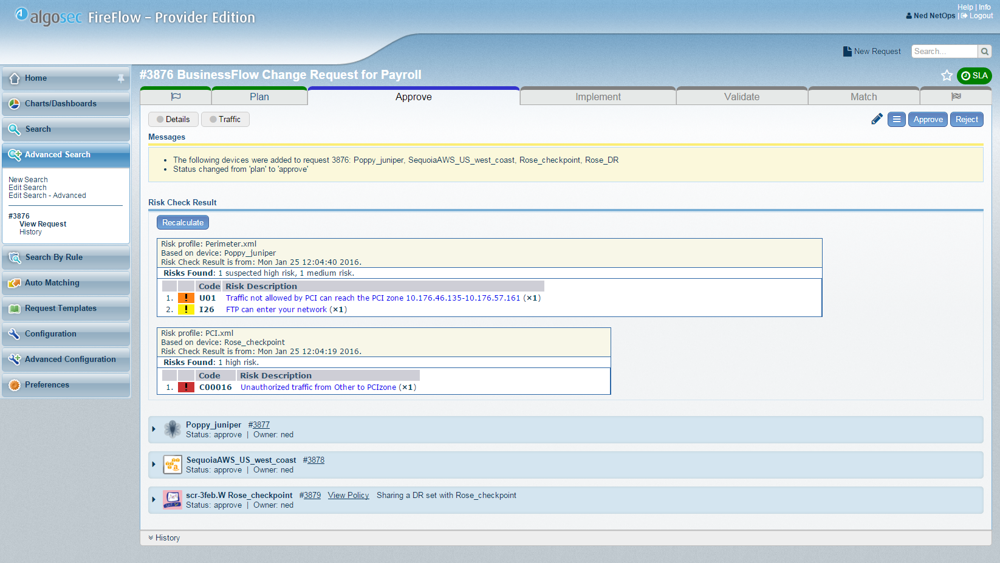 algosec FireFlow – Provider Edition
Help | Info
Ned NetOps | Logout
New Request
Search...
Home
Charts/Dashboards
Search
Advanced Search
New Search
Edit Search
Edit Search - Advanced
#3876
View Request
History
Search By Rule
Auto Matching
Request Templates
Configuration
Advanced Configuration
Preferences
#3876 BusinessFlow Change Request for Payroll
SLA
Plan
Approve
Implement
Validate
Match
Details
Traffic
Approve
Reject
Messages
• The following devices were added to request 3876: Poppy_juniper, SequoiaAWS_US_west_coast, Rose_checkpoint, Rose_DR
• Status changed from 'plan' to 'approve'
Risk Check Result
Recalculate
Risk profile: Perimeter.xml
Based on device: Poppy_juniper
Risk Check Result is from: Mon Jan 25 12:04:40 2016.
Risks Found: 1 suspected high risk, 1 medium risk.
Code Risk Description
1. ! U01 Traffic not allowed by PCI can reach the PCI zone 10.176.46.135-10.176.57.161 (×1)
2. ! I26 FTP can enter your network (×1)
Risk profile: PCI.xml
Based on device: Rose_checkpoint
Risk Check Result is from: Mon Jan 25 12:04:19 2016.
Risks Found: 1 high risk.
Code Risk Description
1. ! C00016 Unauthorized traffic from Other to PCIzone (×1)
Poppy_juniper #3877
Status: approve | Owner: ned
SequoiaAWS_US_west_coast #3878
Status: approve | Owner: ned
scr-3feb.W Rose_checkpoint #3879 View Policy Sharing a DR set with Rose_checkpoint
Status: approve | Owner: ned
History